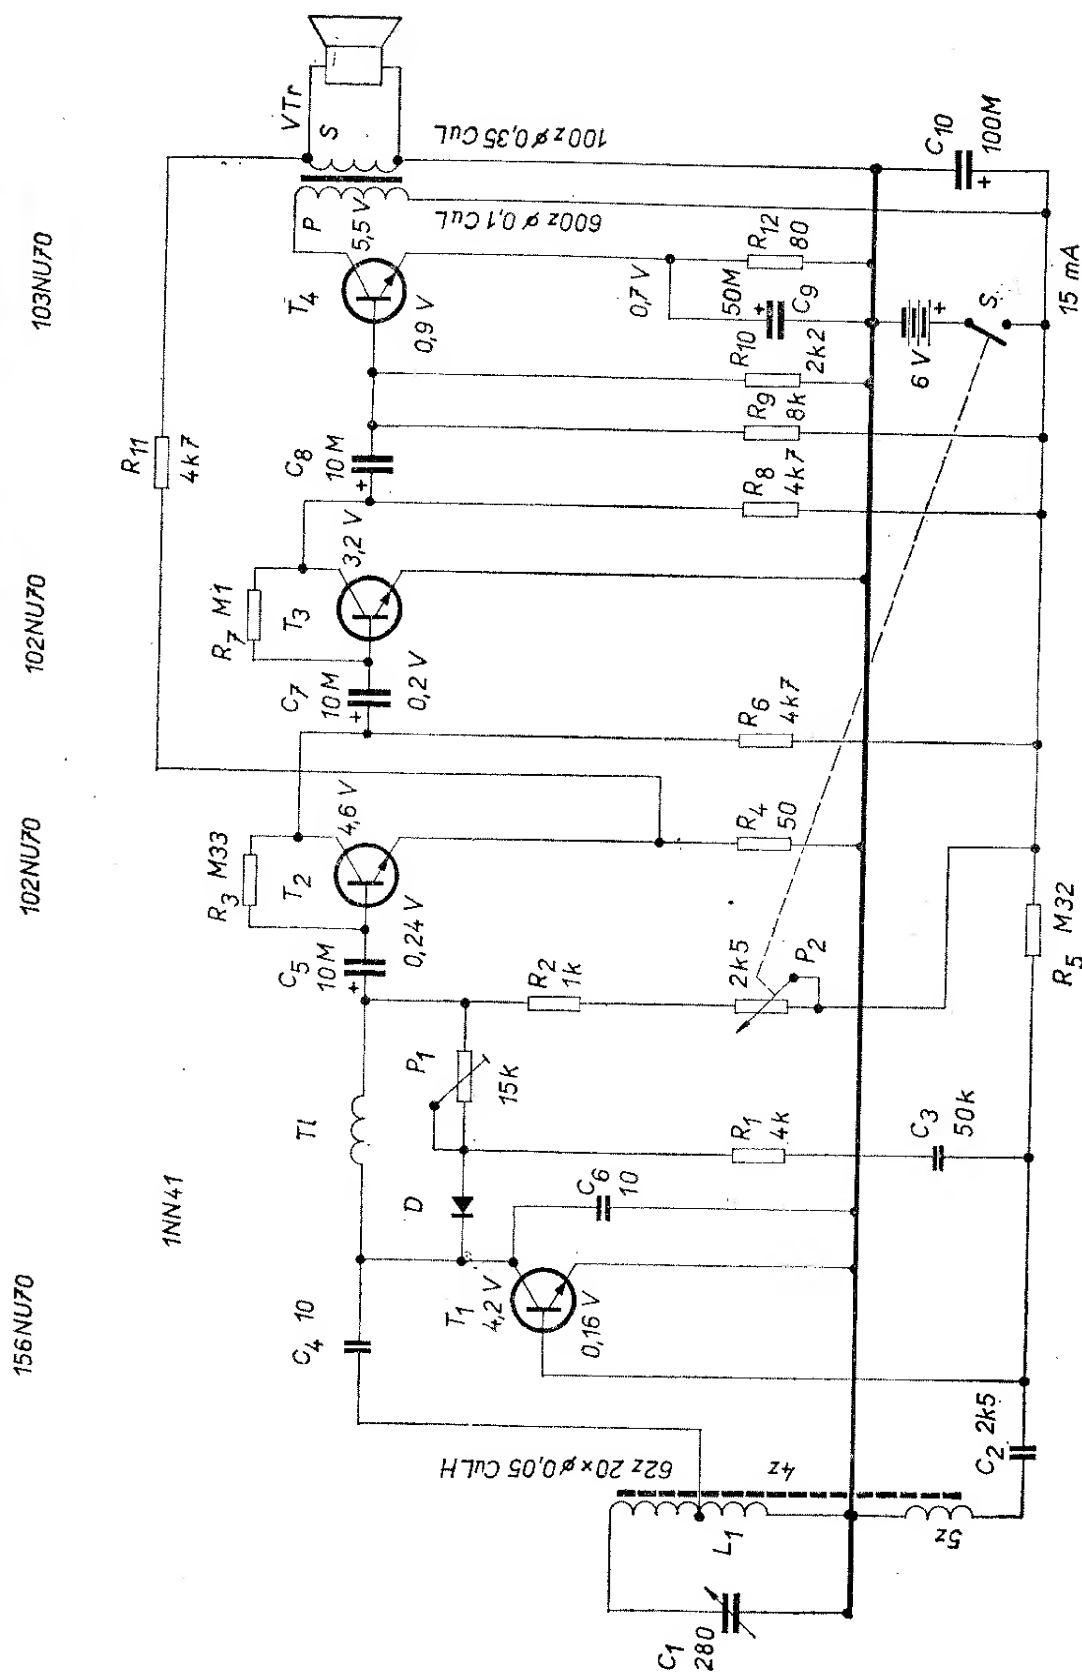 156NU70
1NN41
102NU70
102NU70
103NU70
R11
4k7
VTr
S
P
100z ø 0,35 CuL
600z ø 0,1 CuL
C4 10
Tl
C5
10M
R3 M33
T2
4,6 V
0,24 V
C7
10M
R7 M1
T3
3,2 V
0,2 V
C8
10M
T4
5,5 V
0,9 V
D
P1
15k
T1
4,2 V
0,16 V
C6
10
R1
4k
R2
1k
2k5
P2
R4
50
R6
4k7
R8
4k7
R9
8k
R10
2k2
0,7 V
50M
C9
R12
80
C10
100M
62z 20x ø 0,05 CuLH
4z
L1
5z
C1
280
C2 2k5
C3
50k
R5 M32
6 V
S
15 mA